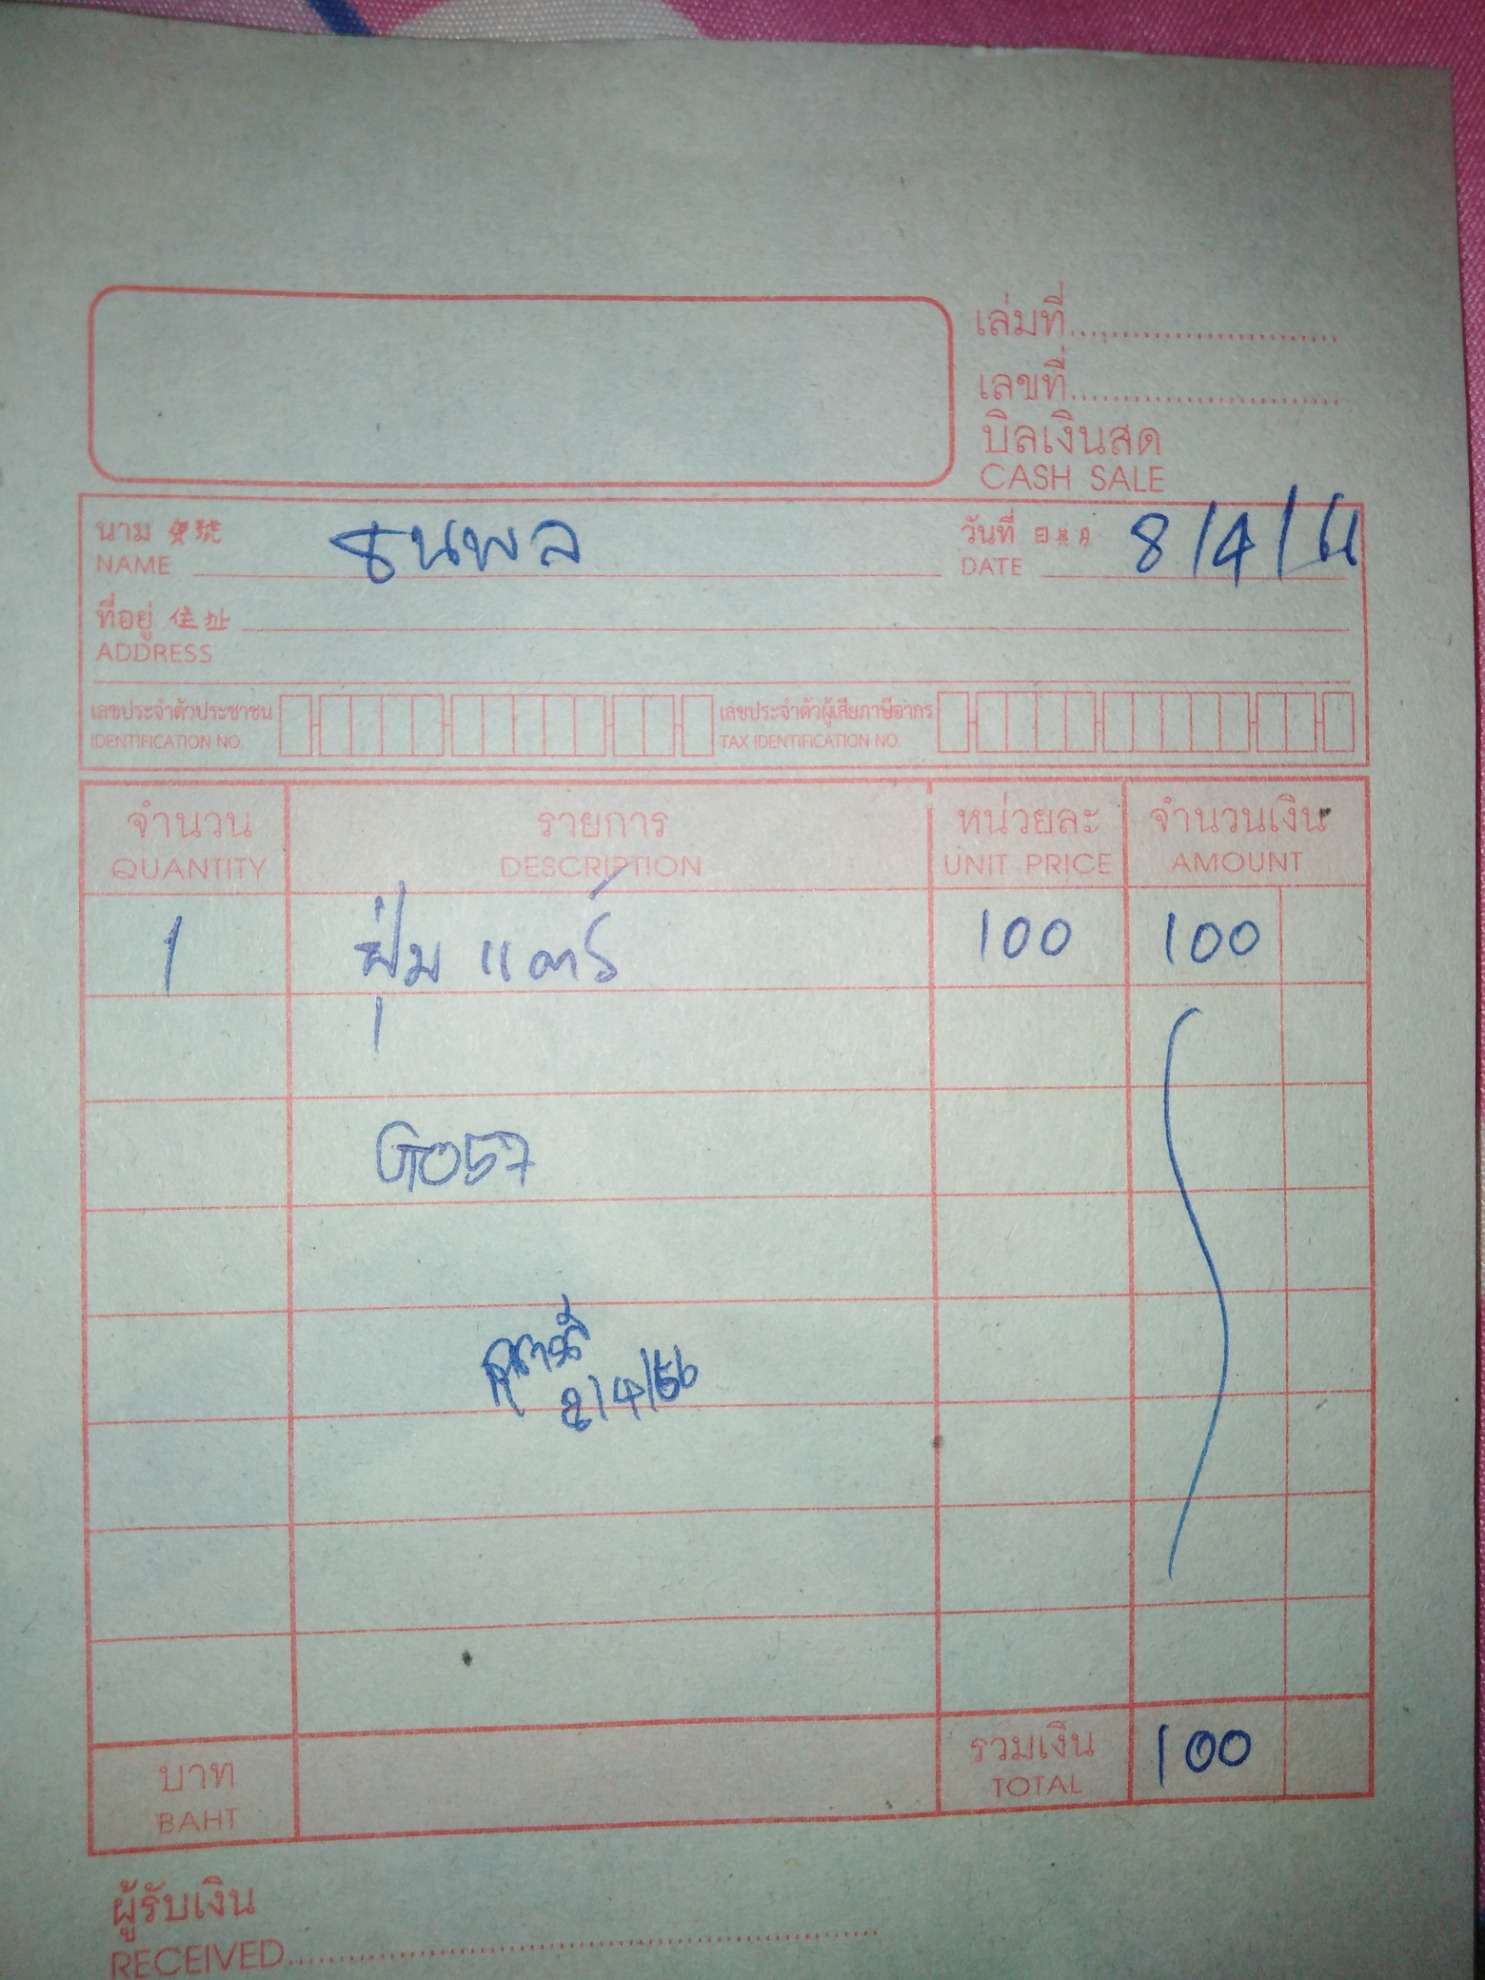 เล่มที่
เลขที่
บิลเงินสด
CASH SALE
นาม 寶號 ธนพล วันที่ 日期 8/4/
NAME DATE
ที่อยู่ 住址
ADDRESS
เลขประจำตัวประชาชน เลขประจำตัวผู้เสียภาษีอากร
IDENTIFICATION NO. TAX IDENTIFICATION NO.
จำนวน รายการ หน่วยละ จำนวนเงิน
QUANTITY DESCRIPTION UNIT PRICE AMOUNT
1 ปุ่ม แตร์ 100 100
G057
บาท รวมเงิน 100
BAHT TOTAL
ผู้รับเงิน
RECEIVED